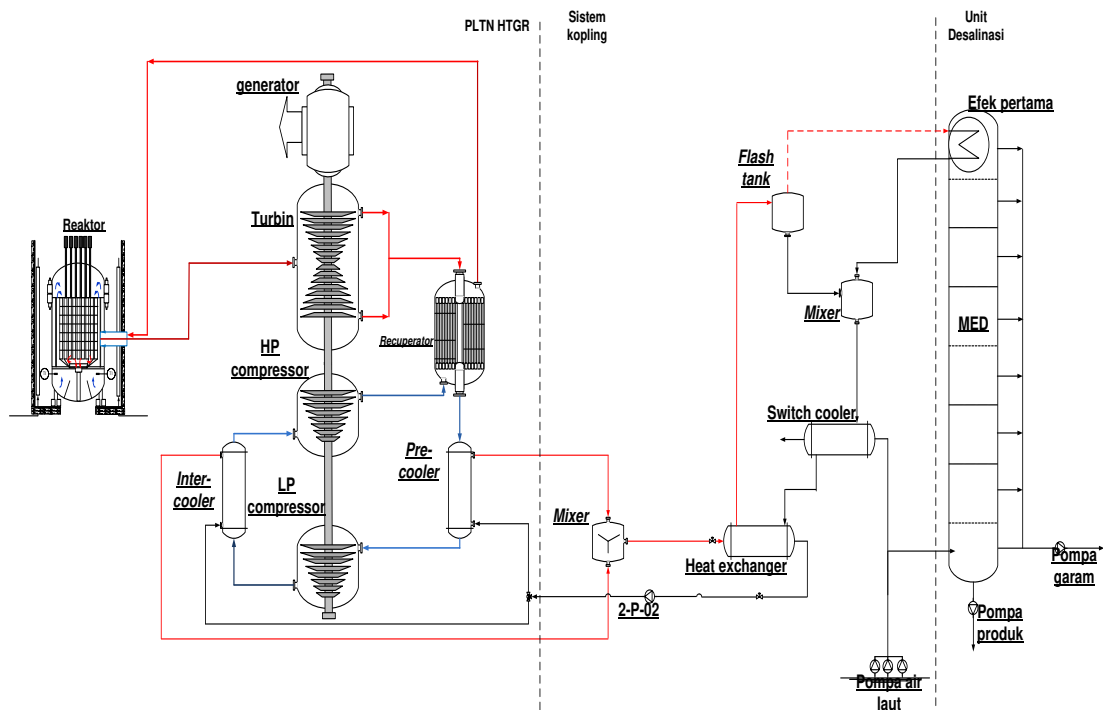 PLTN HTGR
Sistem
kopling
Unit
Desalinasi
generator
Efek pertama
Flash
tank
Turbin
Reaktor
Mixer
MED
Recuperator
HP
compressor
Switch cooler
Pre-
cooler
Inter-
cooler
LP
compressor
Mixer
Heat exchanger
Pompa
garam
2-P-02
Pompa
produk
Pompa air
laut